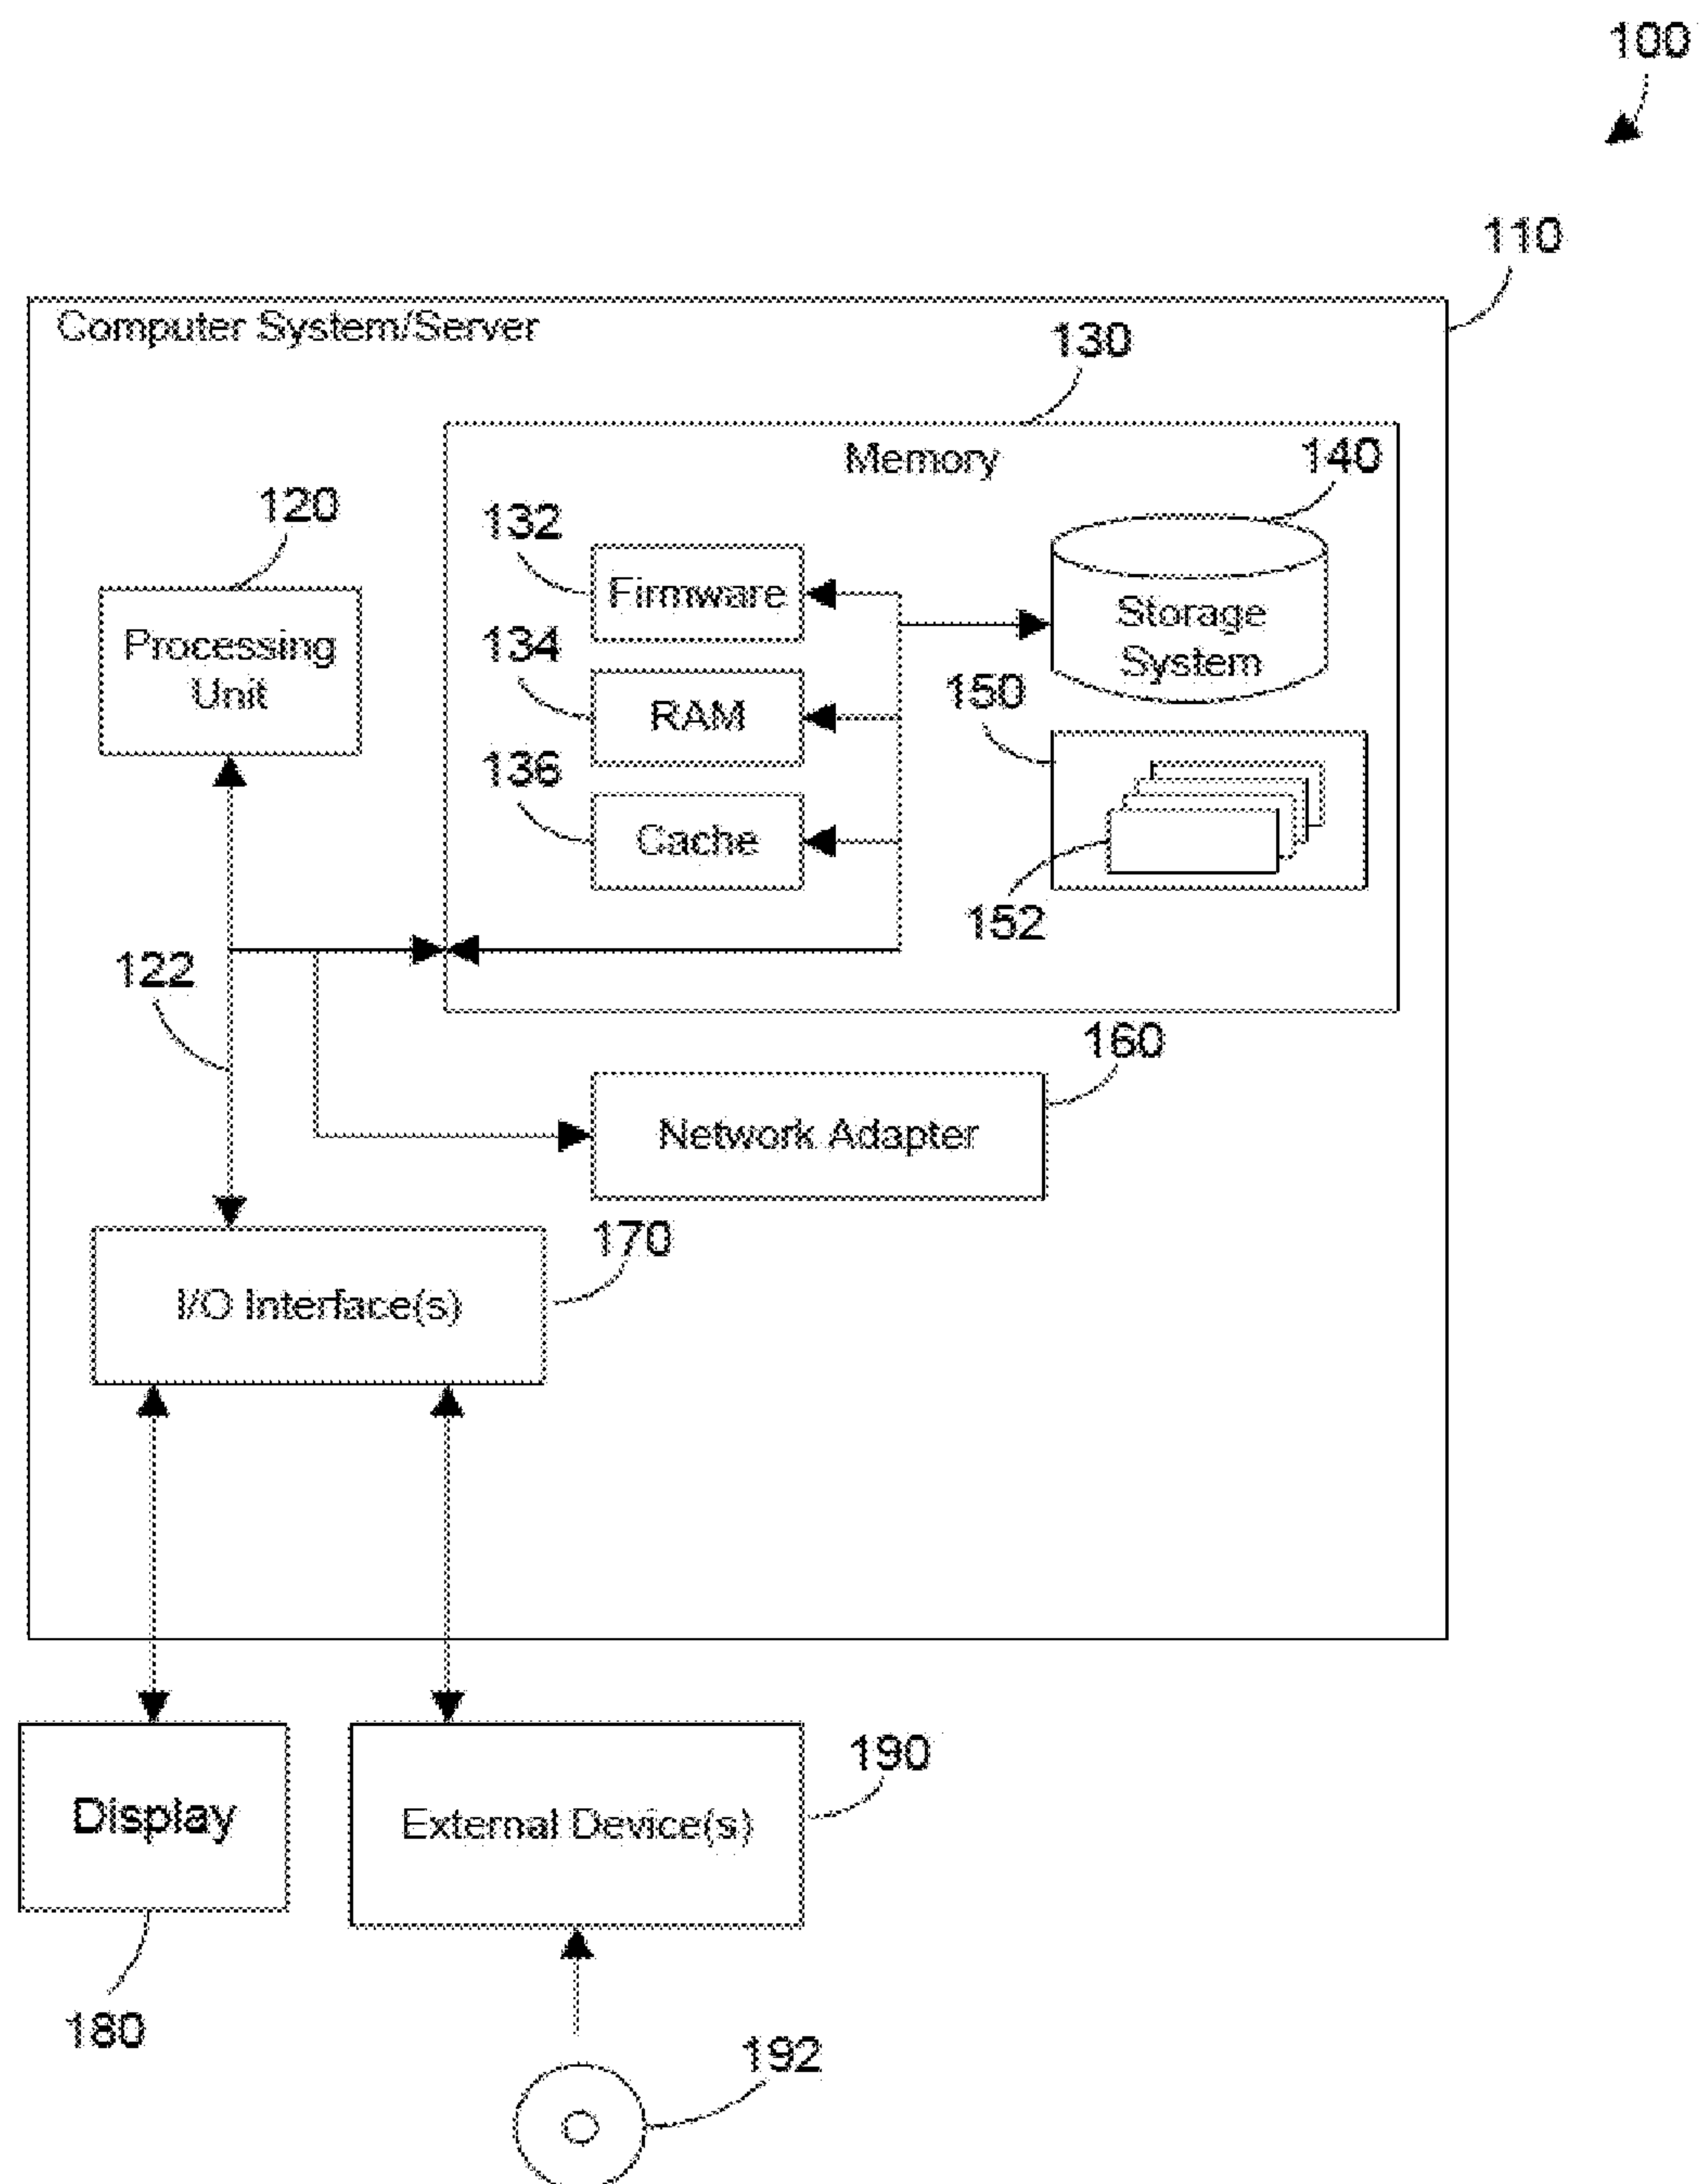 100
110
Computer System/Server
130
Memory
140
120
132
Firmware
Storage
System
Processing
Unit
134
RAM
150
136
Cache
152
122
160
Network Adapter
170
I/O Interface(s)
190
Display
External Device(s)
180
192